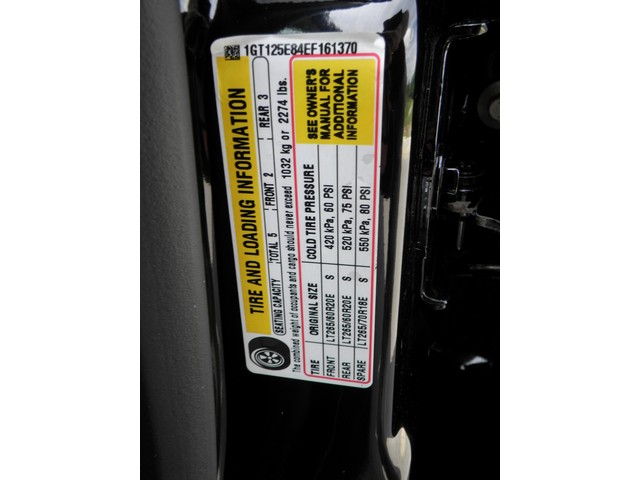 1GT125E84EF161370
TIRE AND LOADING INFORMATION
SEATING CAPACITY TOTAL 5 FRONT 2 REAR 3
The combined weight of occupants and cargo should never exceed 1032 kg or 2274 lbs.
TIRE ORIGINAL SIZE COLD TIRE PRESSURE
FRONT LT265/60R20E S 420 kPa, 60 PSI
REAR LT265/60R20E S 520 kPa, 75 PSI
SPARE LT265/70R18E S 550 kPa, 80 PSI
SEE OWNER'S
MANUAL FOR
ADDITIONAL
INFORMATION